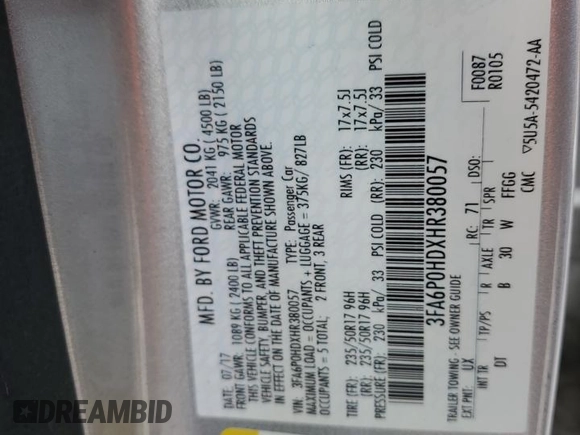 MFD. BY FORD MOTOR CO.
DATE: 07/17 GVWR: 2041 KG ( 4500 LB)
FRONT GAWR: 1089 KG ( 2400 LB) REAR GAWR: 975 KG ( 2150 LB)
THIS VEHICLE CONFORMS TO ALL APPLICABLE FEDERAL MOTOR
VEHICLE SAFETY, BUMPER, AND THEFT PREVENTION STANDARDS
IN EFFECT ON THE DATE OF MANUFACTURE SHOWN ABOVE.
VIN: 3FA6P0HDXHR380057 TYPE: Passenger Car
MAXIMUM LOAD = OCCUPANTS + LUGGAGE = 375KG/ 827LB
OCCUPANTS = 5 TOTAL; 2 FRONT, 3 REAR
TIRE (FR): 235/50R17 96H RIMS (FR): 17x7.5J
TIRE (RR): 235/50R17 96H (RR): 17x7.5J
PRESSURE (FR): 230 kPa/ 33 PSI COLD (RR): 230 kPa/ 33 PSI COLD
3FA6P0HDXHR380057
TRAILER TOWING - SEE OWNER GUIDE
F0087
R0105
EXT PNT: UX RC: 71 DSO:
INT TR TP/PS R AXLE TR SPR
DT B 30 W FFGG
CMC ▽5U5A-5420472-AA
DREAMBID